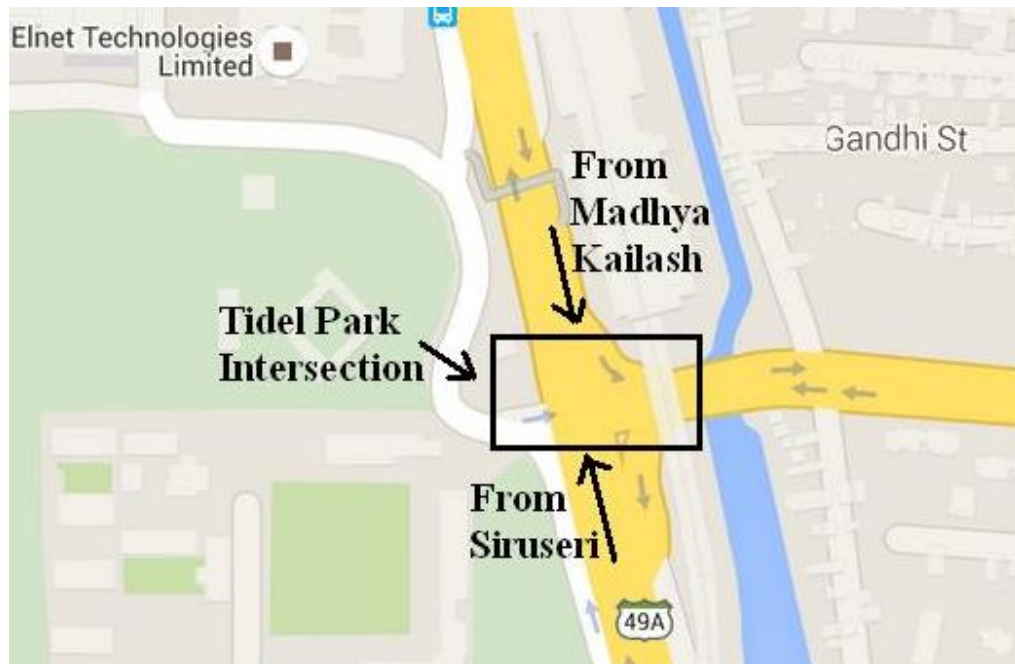 Elnet Technologies
Limited
Gandhi St
From
Madhya
Kailash
Tidel Park
Intersection
From
Siruseri
49A